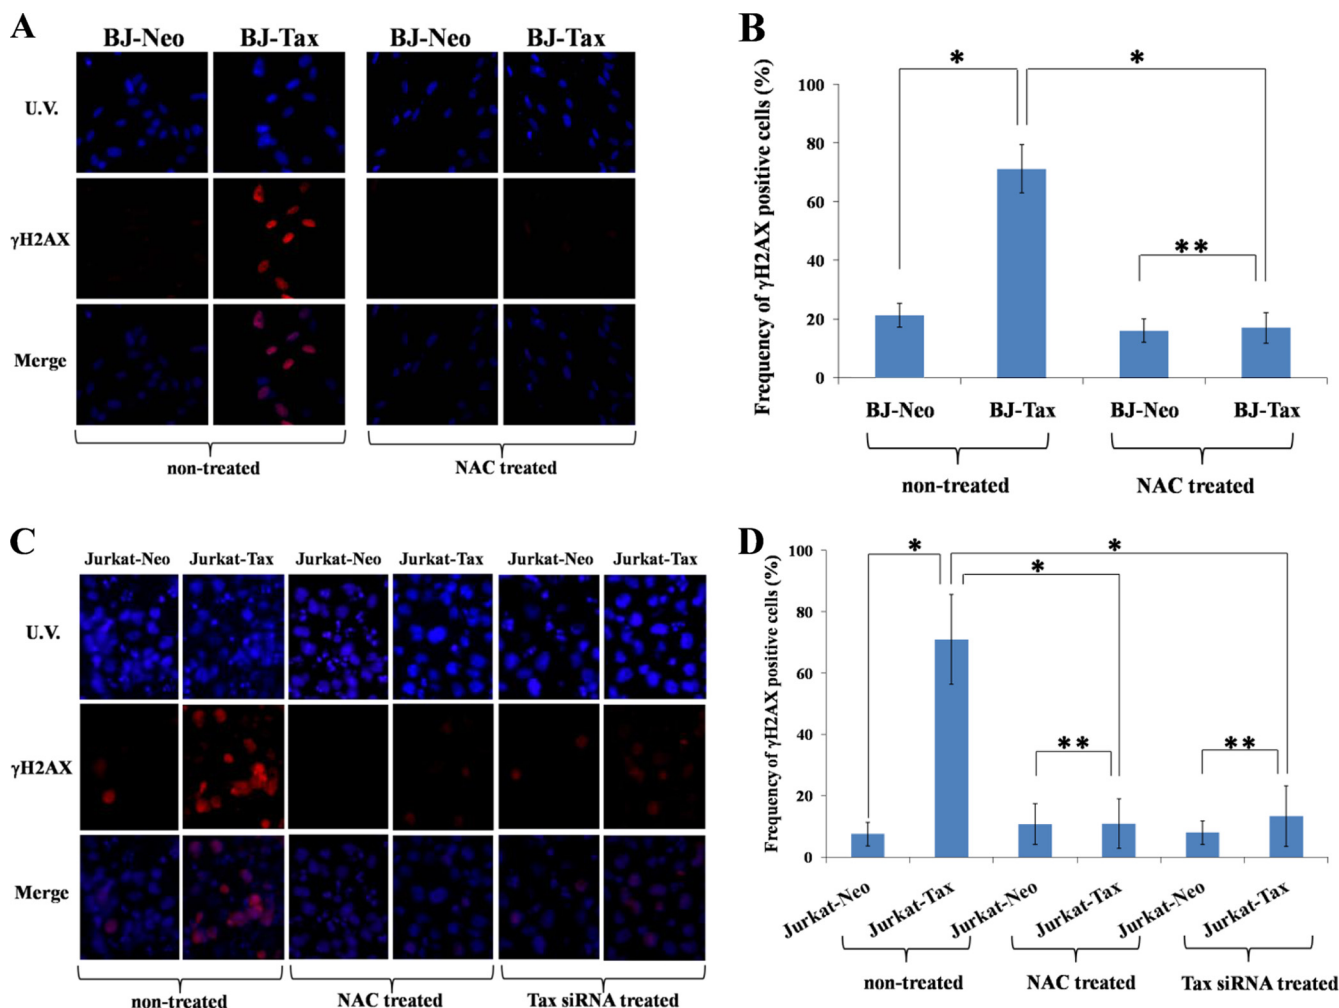 A
BJ-Neo BJ-Tax BJ-Neo BJ-Tax
U.V.
γH2AX
Merge
non-treated NAC treated
B
Frequency of γH2AX positive cells (%)
100
80
60
40
20
0
* *
**
BJ-Neo BJ-Tax BJ-Neo BJ-Tax
non-treated NAC treated
C
Jurkat-Neo Jurkat-Tax Jurkat-Neo Jurkat-Tax Jurkat-Neo Jurkat-Tax
U.V.
γH2AX
Merge
non-treated NAC treated Tax siRNA treated
D
Frequency of γH2AX positive cells (%)
100
80
60
40
20
0
* *
*
** **
Jurkat-Neo Jurkat-Tax Jurkat-Neo Jurkat-Tax Jurkat-Neo Jurkat-Tax
non-treated NAC treated Tax siRNA treated